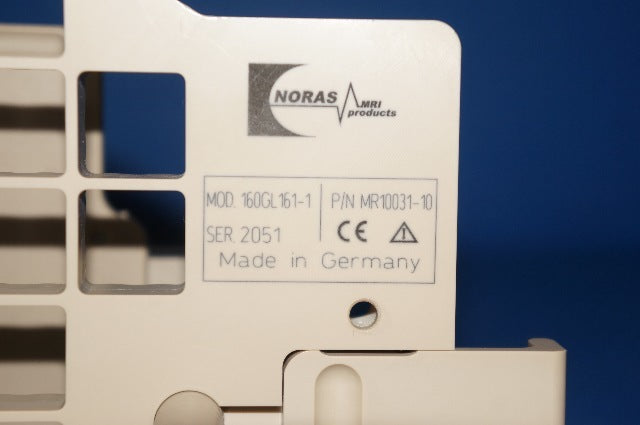 NORAS MRI
products
MOD. 160GL161-1 P/N MR10031-10
SER. 2051 CE
Made in Germany